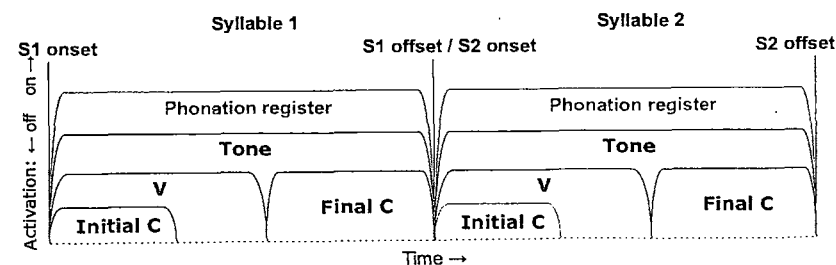 Syllable 1
Syllable 2
S1 onset
S1 offset / S2 onset
S2 offset
Activation: ← off on →
Phonation register
Phonation register
Tone
Tone
V
V
Initial C
Final C
Initial C
Final C
Time →